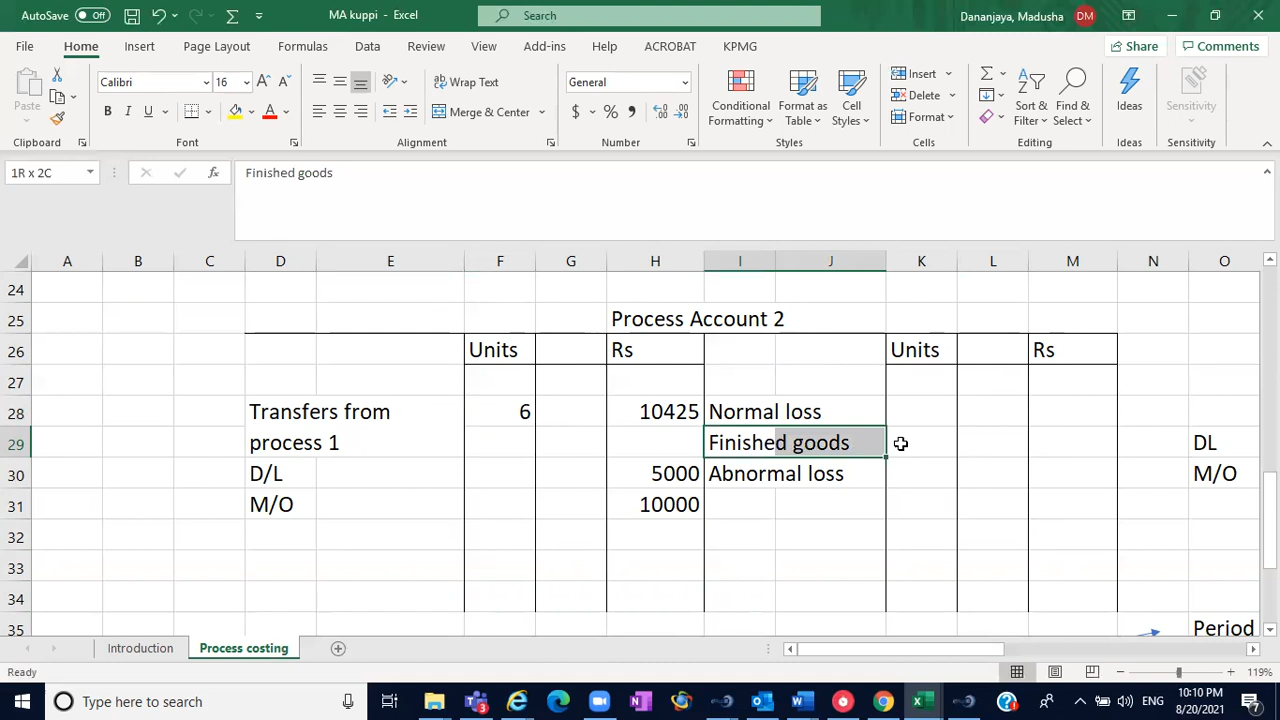 AutoSave Off
MA kuppi - Excel
Search
Dananjaya, Madusha DM
File Home Insert Page Layout Formulas Data Review View Add-ins Help ACROBAT KPMG
Share Comments
Paste
Calibri 16
B I U
A A A
Wrap Text
Merge & Center
General
$ % ,
Conditional Formatting
Format as Table
Cell Styles
Insert
Delete
Format
Sort & Filter
Find & Select
Ideas
Sensitivity
Clipboard Font Alignment Number Styles Cells Editing Ideas Sensitivity
1R x 2C fx Finished goods
A B C D E F G H I J K L M N O
24
25 Process Account 2
26 Units Rs Units Rs
27
28 Transfers from 6 10425 Normal loss
29 process 1 Finished goods DL
30 D/L 5000 Abnormal loss M/O
31 M/O 10000
32
33
34
35 Period
Introduction Process costing
Ready 119%
Type here to search
3
ENG
10:10 PM
8/20/2021
7